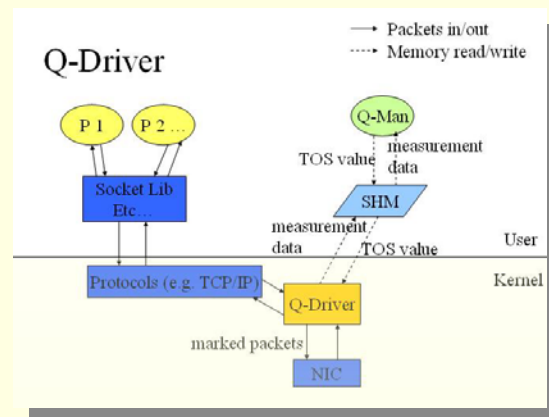 Packets in/out
Memory read/write
Q-Driver
P 1
P 2 ...
Q-Man
TOS value
measurement
data
Socket Lib
Etc...
SHM
measurement
data
TOS value
User
Kernel
Protocols (e.g. TCP/IP)
Q-Driver
marked packets
NIC